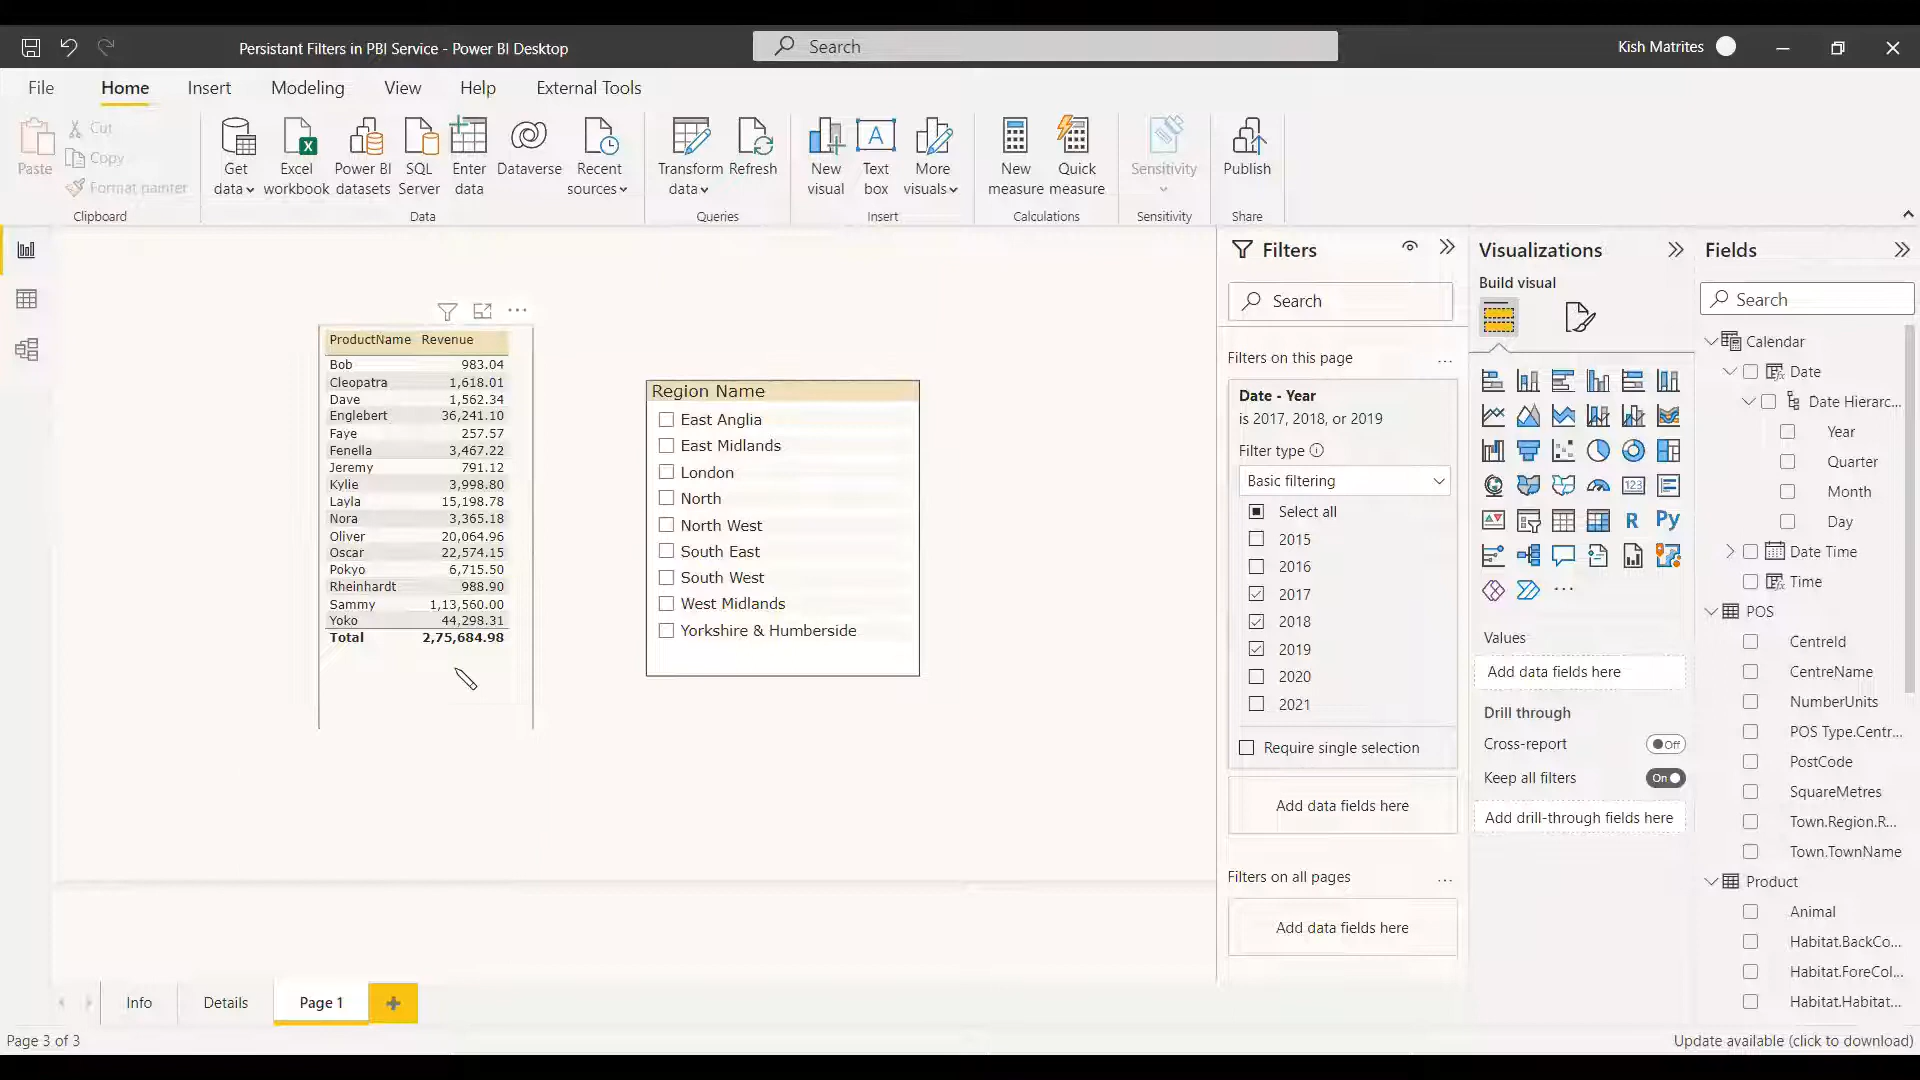 Persistant Filters in PBI Service - Power BI Desktop
Search
Kish Matrites
File
Home
Insert
Modeling
View
Help
External Tools
Paste
Cut
Copy
Format painter
Clipboard
Get data
Excel workbook
Power BI datasets
SQL Server
Enter data
Dataverse
Recent sources
Data
Transform data
Refresh
Queries
New visual
Text box
More visuals
Insert
New measure
Quick measure
Calculations
Sensitivity
Sensitivity
Publish
Share
ProductName Revenue
Bob 983.04
Cleopatra 1,618.01
Dave 1,562.34
Englebert 36,241.10
Faye 257.57
Fenella 3,467.22
Jeremy 791.12
Kylie 3,998.80
Layla 15,198.78
Nora 3,365.18
Oliver 20,064.96
Oscar 22,574.15
Pokyo 6,715.50
Rheinhardt 988.90
Sammy 1,13,560.00
Yoko 44,298.31
Total 2,75,684.98
Region Name
East Anglia
East Midlands
London
North
North West
South East
South West
West Midlands
Yorkshire & Humberside
Filters
Search
Filters on this page
Date - Year
is 2017, 2018, or 2019
Filter type
Basic filtering
Select all
2015
2016
2017
2018
2019
2020
2021
Require single selection
Add data fields here
Filters on all pages
Add data fields here
Visualizations
Build visual
123
R
Py
Values
Add data fields here
Drill through
Cross-report
Off
Keep all filters
On
Add drill-through fields here
Fields
Search
Calendar
Date
Date Hierarc...
Year
Quarter
Month
Day
Date Time
Time
POS
CentreId
CentreName
NumberUnits
POS Type.Centr...
PostCode
SquareMetres
Town.Region.R...
Town.TownName
Product
Animal
Habitat.BackCo...
Habitat.ForeCol...
Habitat.Habitat...
Info
Details
Page 1
Page 3 of 3
Update available (click to download)